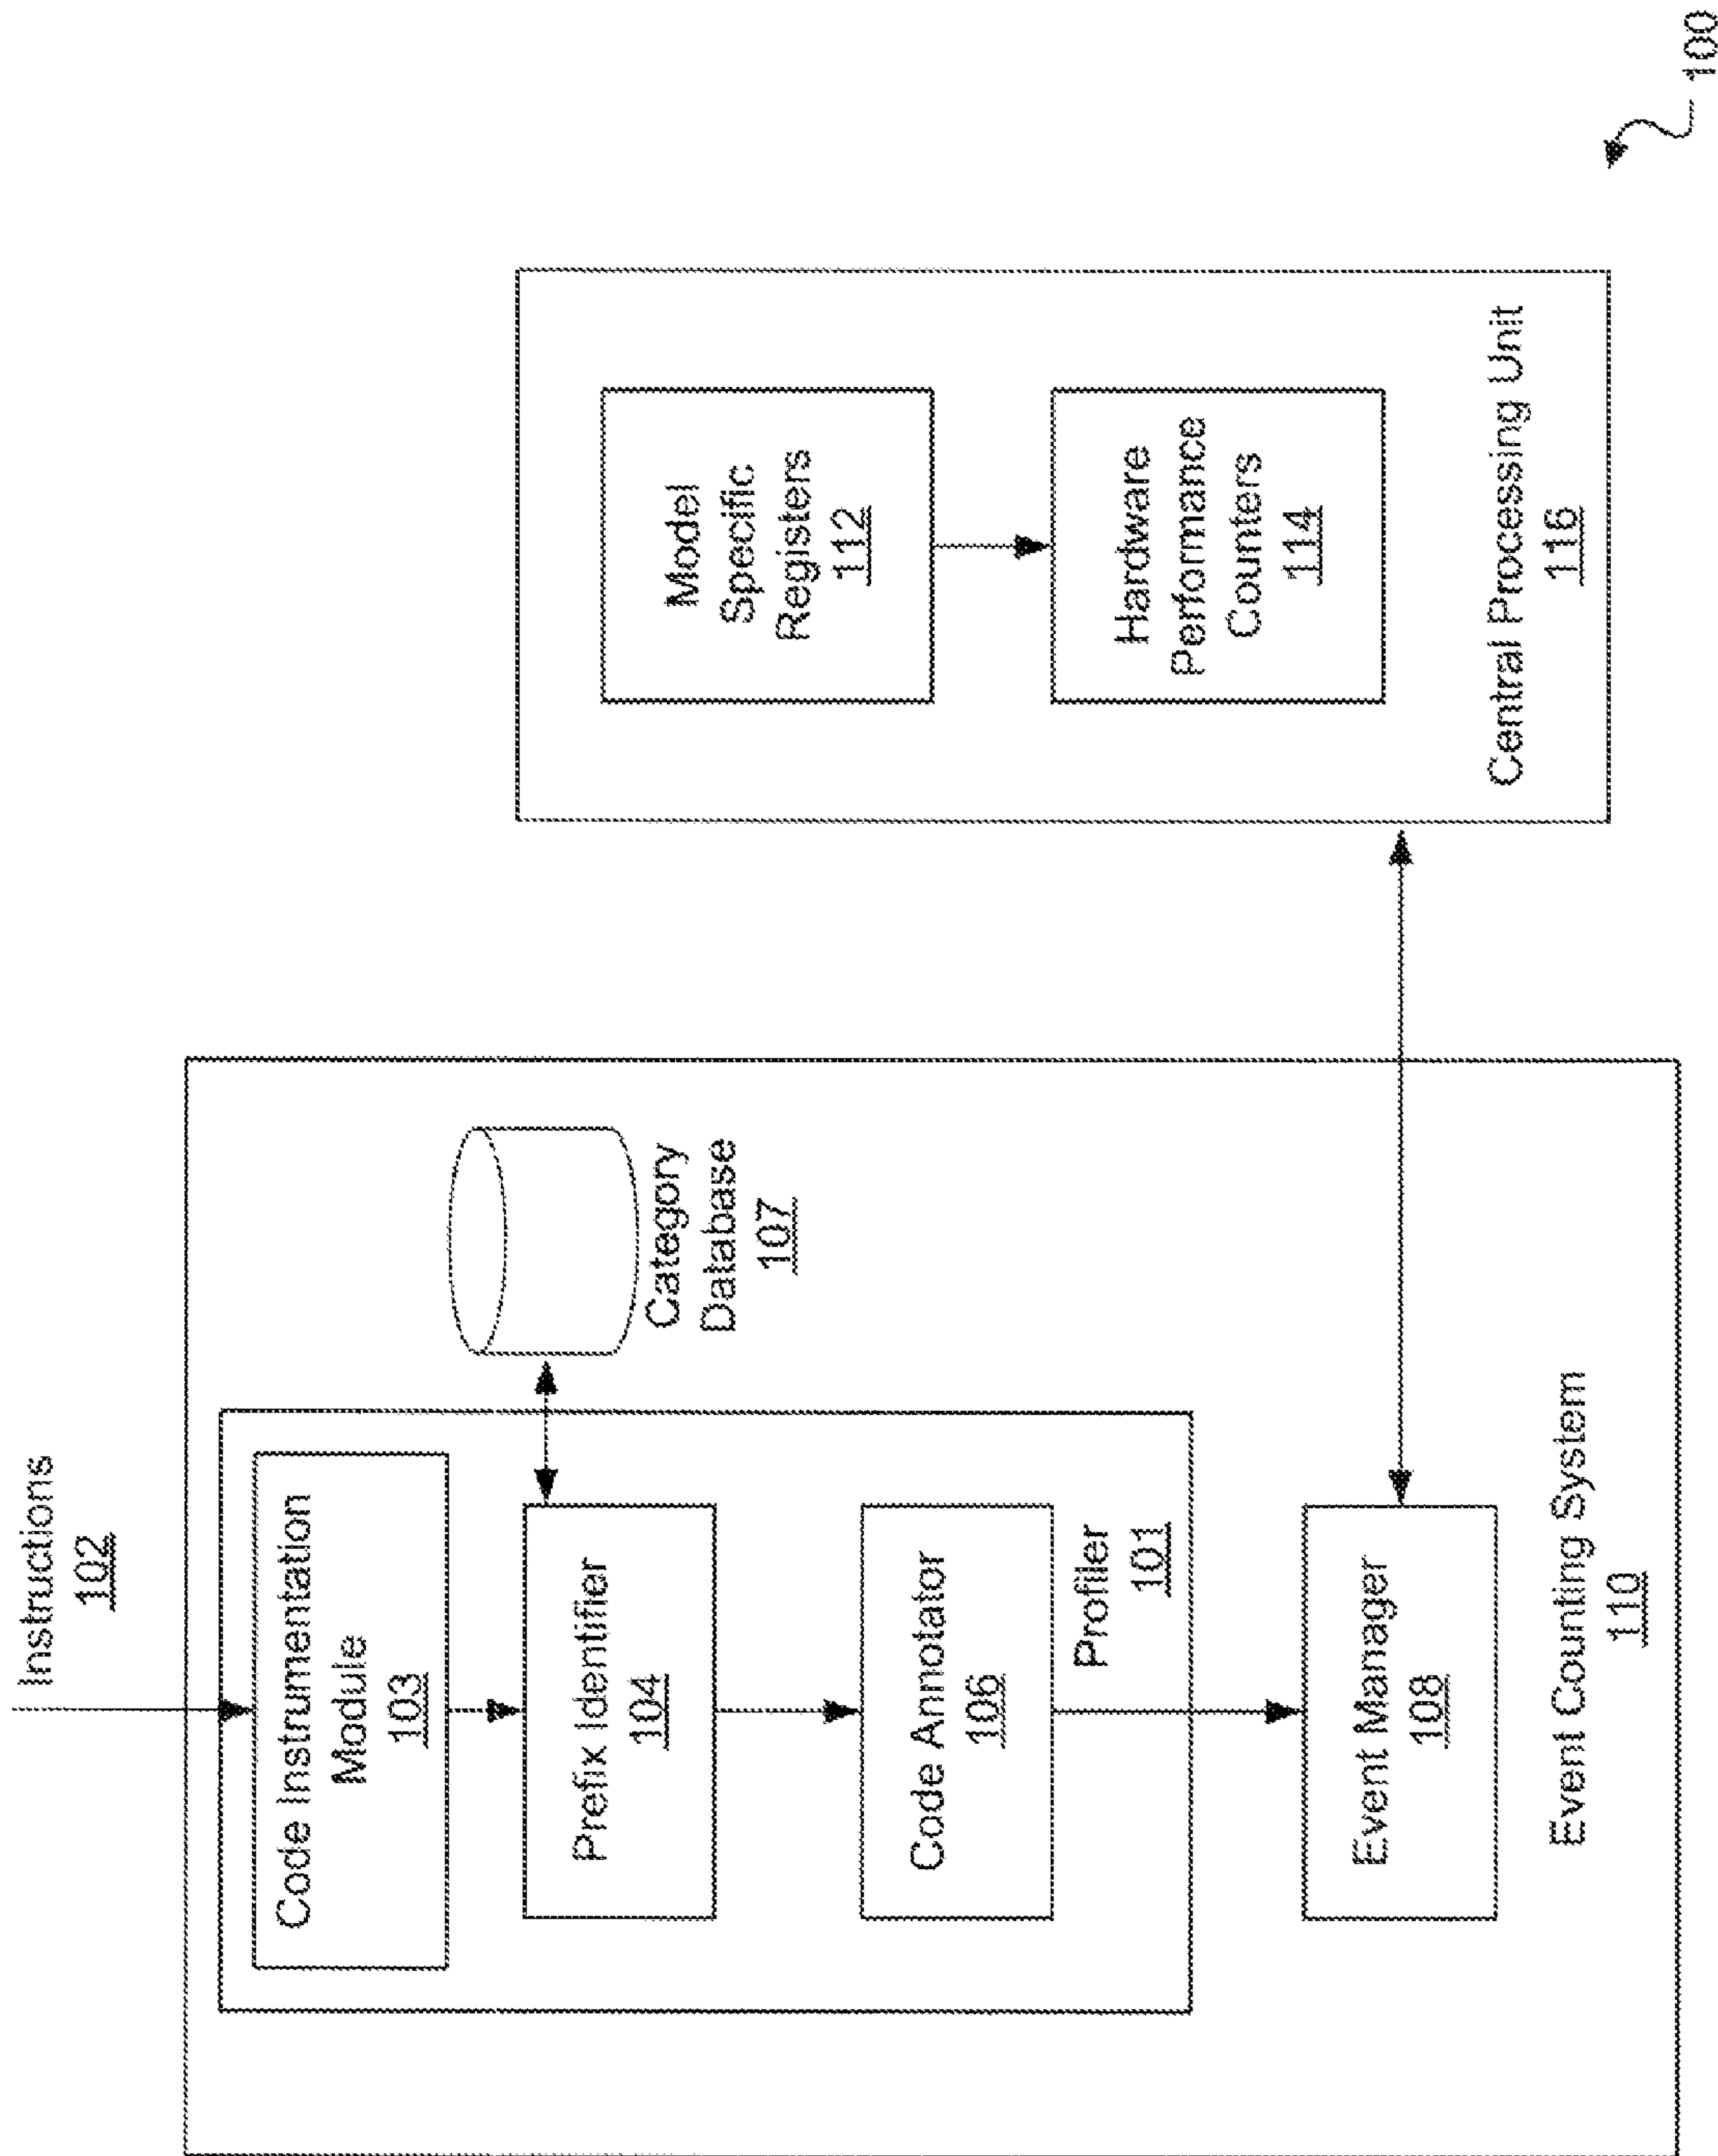 Instructions
102
Code Instrumentation
Module
103
Prefix Identifier
104
Category
Database
107
Code Annotator
106
Profiler
101
Event Manager
108
Event Counting System
110
Model
Specific
Registers
112
Hardware
Performance
Counters
114
Central Processing Unit
116
100